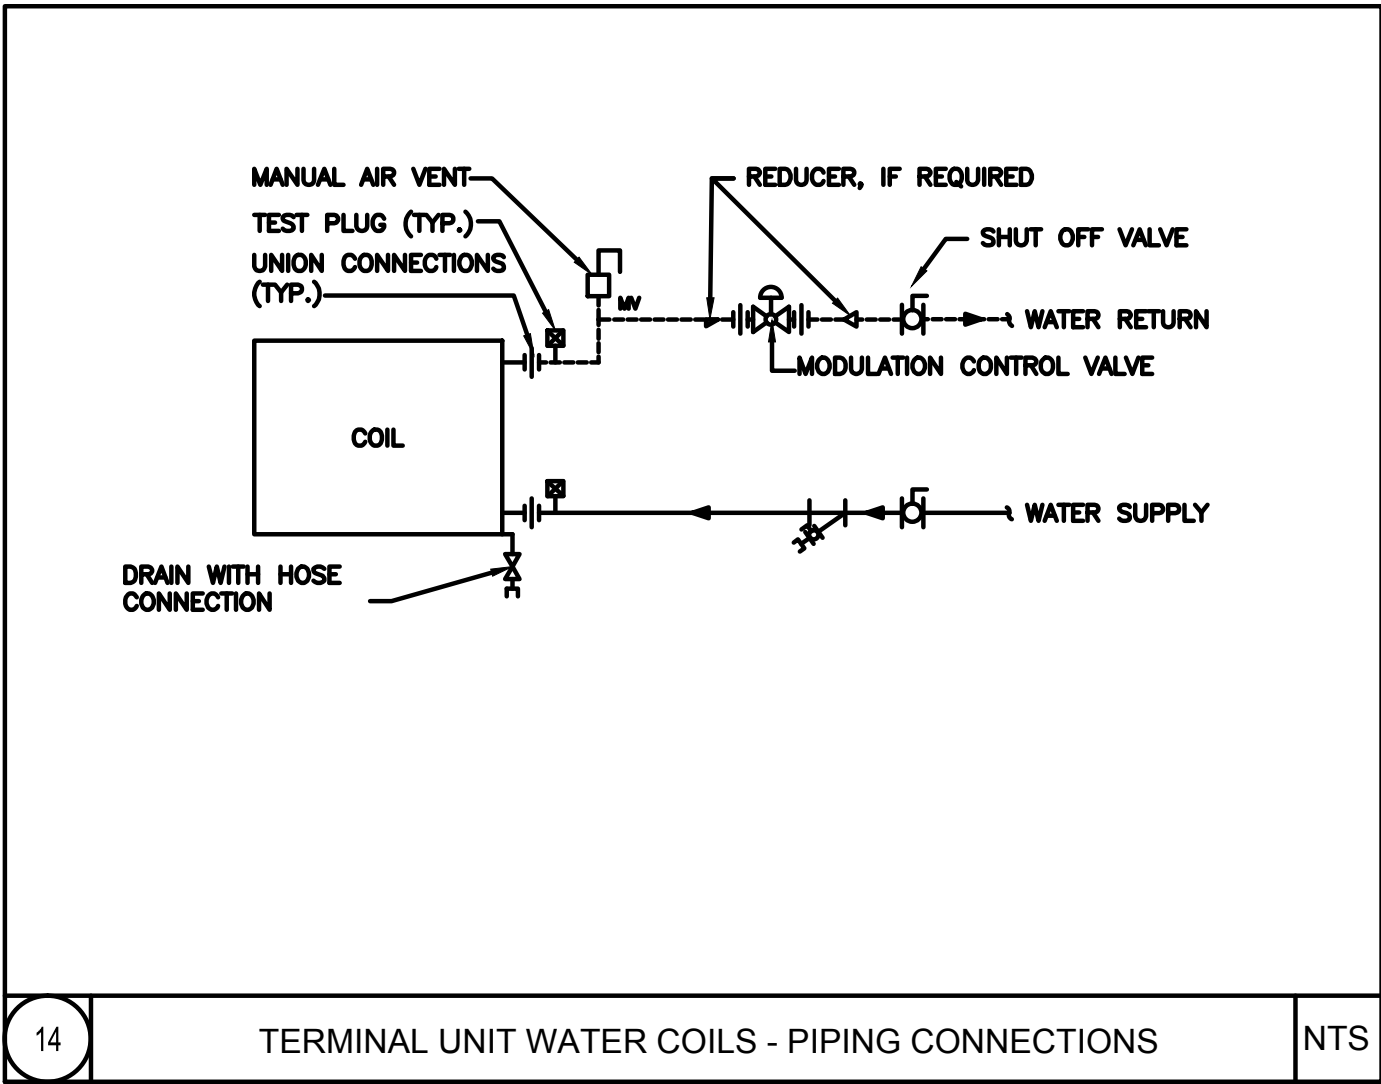 MANUAL AIR VENT
TEST PLUG (TYP.)
UNION CONNECTIONS
(TYP.)
MV
REDUCER, IF REQUIRED
SHUT OFF VALVE
WATER RETURN
MODULATION CONTROL VALVE
COIL
WATER SUPPLY
DRAIN WITH HOSE
CONNECTION
14
TERMINAL UNIT WATER COILS - PIPING CONNECTIONS
NTS